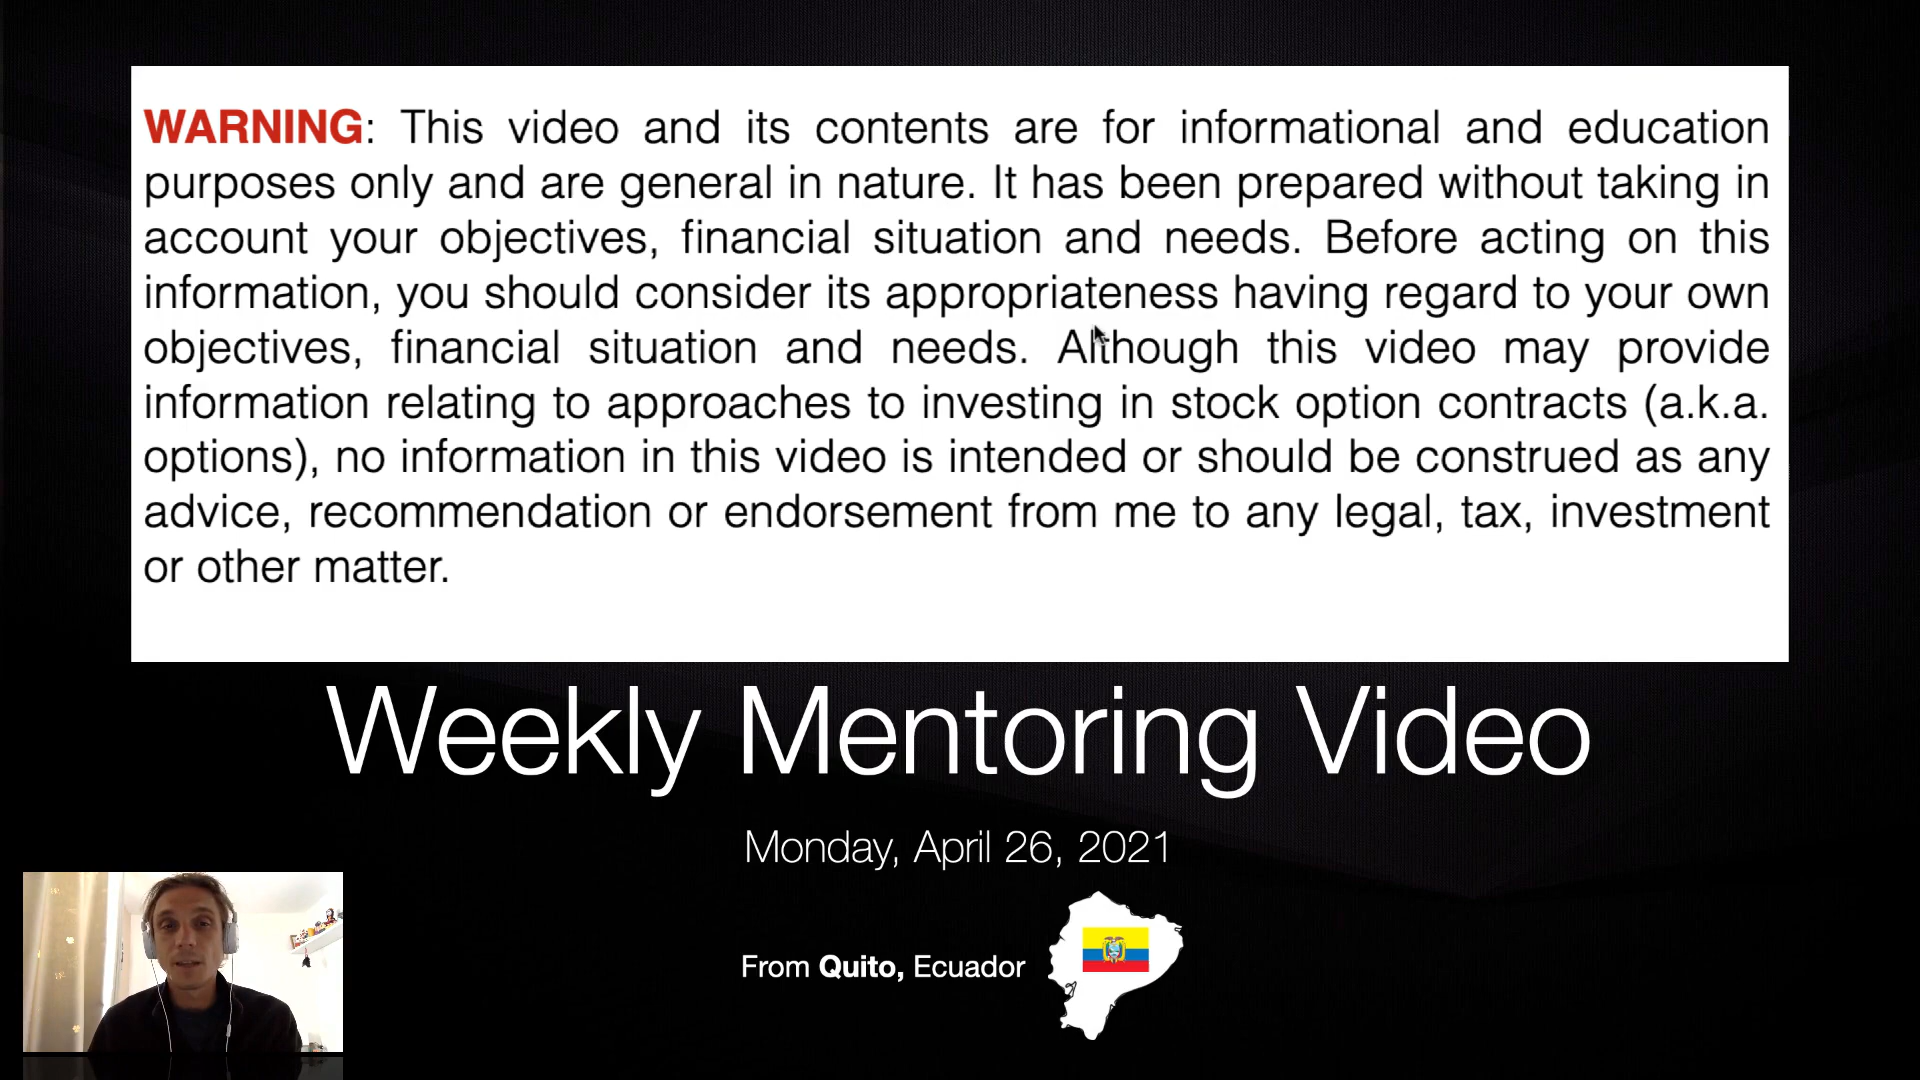 WARNING: This video and its contents are for informational and education
purposes only and are general in nature. It has been prepared without taking in
account your objectives, financial situation and needs. Before acting on this
information, you should consider its appropriateness having regard to your own
objectives, financial situation and needs. Although this video may provide
information relating to approaches to investing in stock option contracts (a.k.a.
options), no information in this video is intended or should be construed as any
advice, recommendation or endorsement from me to any legal, tax, investment
or other matter.
Weekly Mentoring Video
Monday, April 26, 2021
From Quito, Ecuador